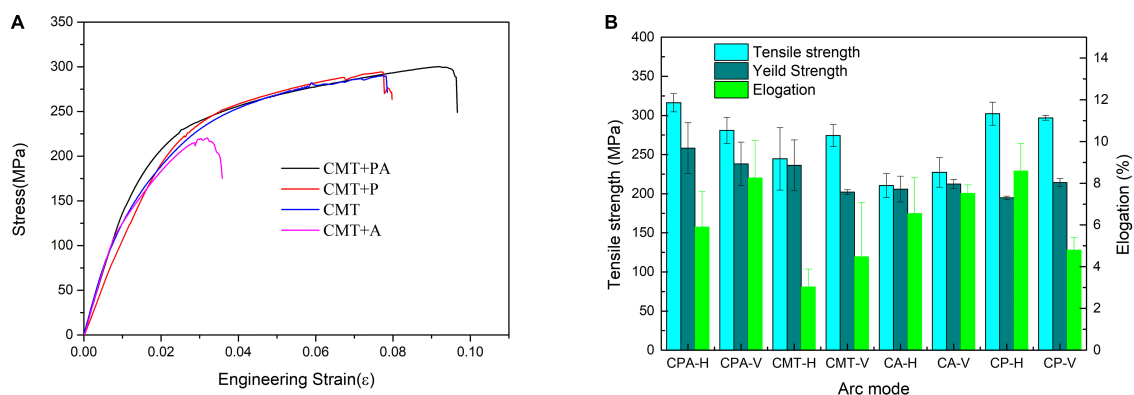 A
350
300
250
200
150
100
50
0
Stress(MPa)
0.00 0.02 0.04 0.06 0.08 0.10
Engineering Strain(ε)
CMT+PA
CMT+P
CMT
CMT+A
B
400
350
300
250
200
150
100
50
0
Tensile strength (MPa)
Tensile strength
Yeild Strength
Elogation
14
12
10
8
6
4
2
0
Elogation (%)
CPA-H CPA-V CMT-H CMT-V CA-H CA-V CP-H CP-V
Arc mode